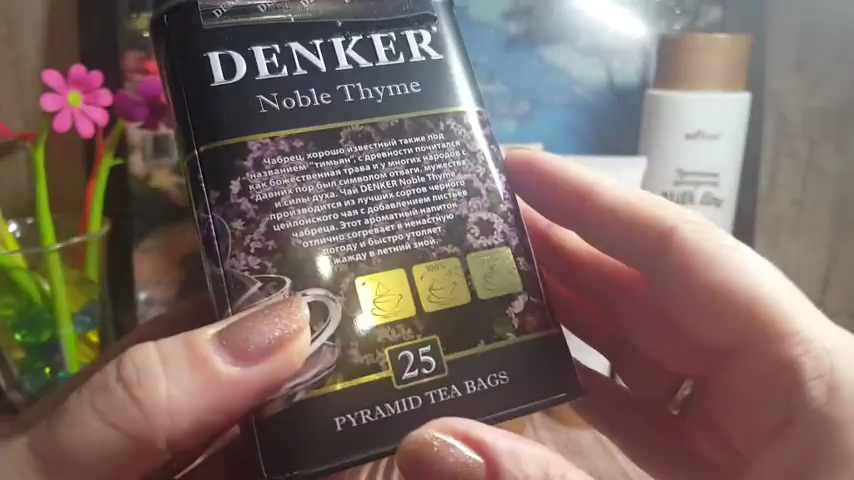 DENKER
Noble Thyme
Чабрец, хорошо известный также под
названием "тимьян", с древности почитался
как божественная трава и у многих народов с
давних пор был символом отваги, мужества
и силы духа. Чай DENKER Noble Thyme
производится из лучших сортов черного
цейлонского чая с добавлением листьев
чабреца. Этот ароматный напиток
отлично согревает в ненастную
погоду и быстро утоляет
жажду в летний зной.
100%
25
PYRAMID TEA BAGS